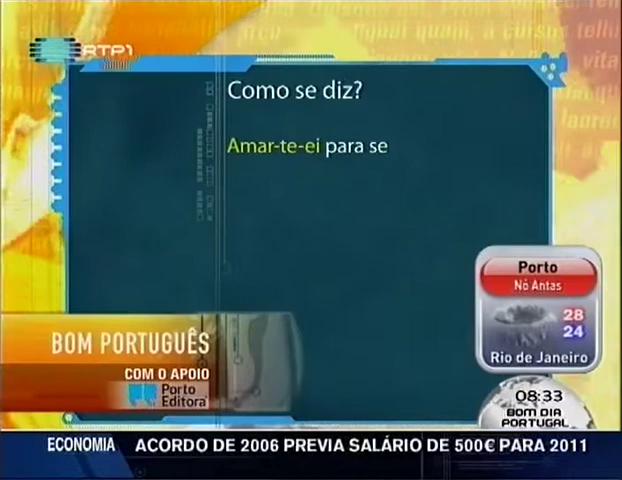 RTP1
Como se diz?
Amar-te-ei para se
Porto
Nó Antas
28
24
Rio de Janeiro
BOM PORTUGUÊS
COM O APOIO
Porto
Editora
08:33
BOM DIA
PORTUGAL
ECONOMIA ACORDO DE 2006 PREVIA SALÁRIO DE 500€ PARA 2011